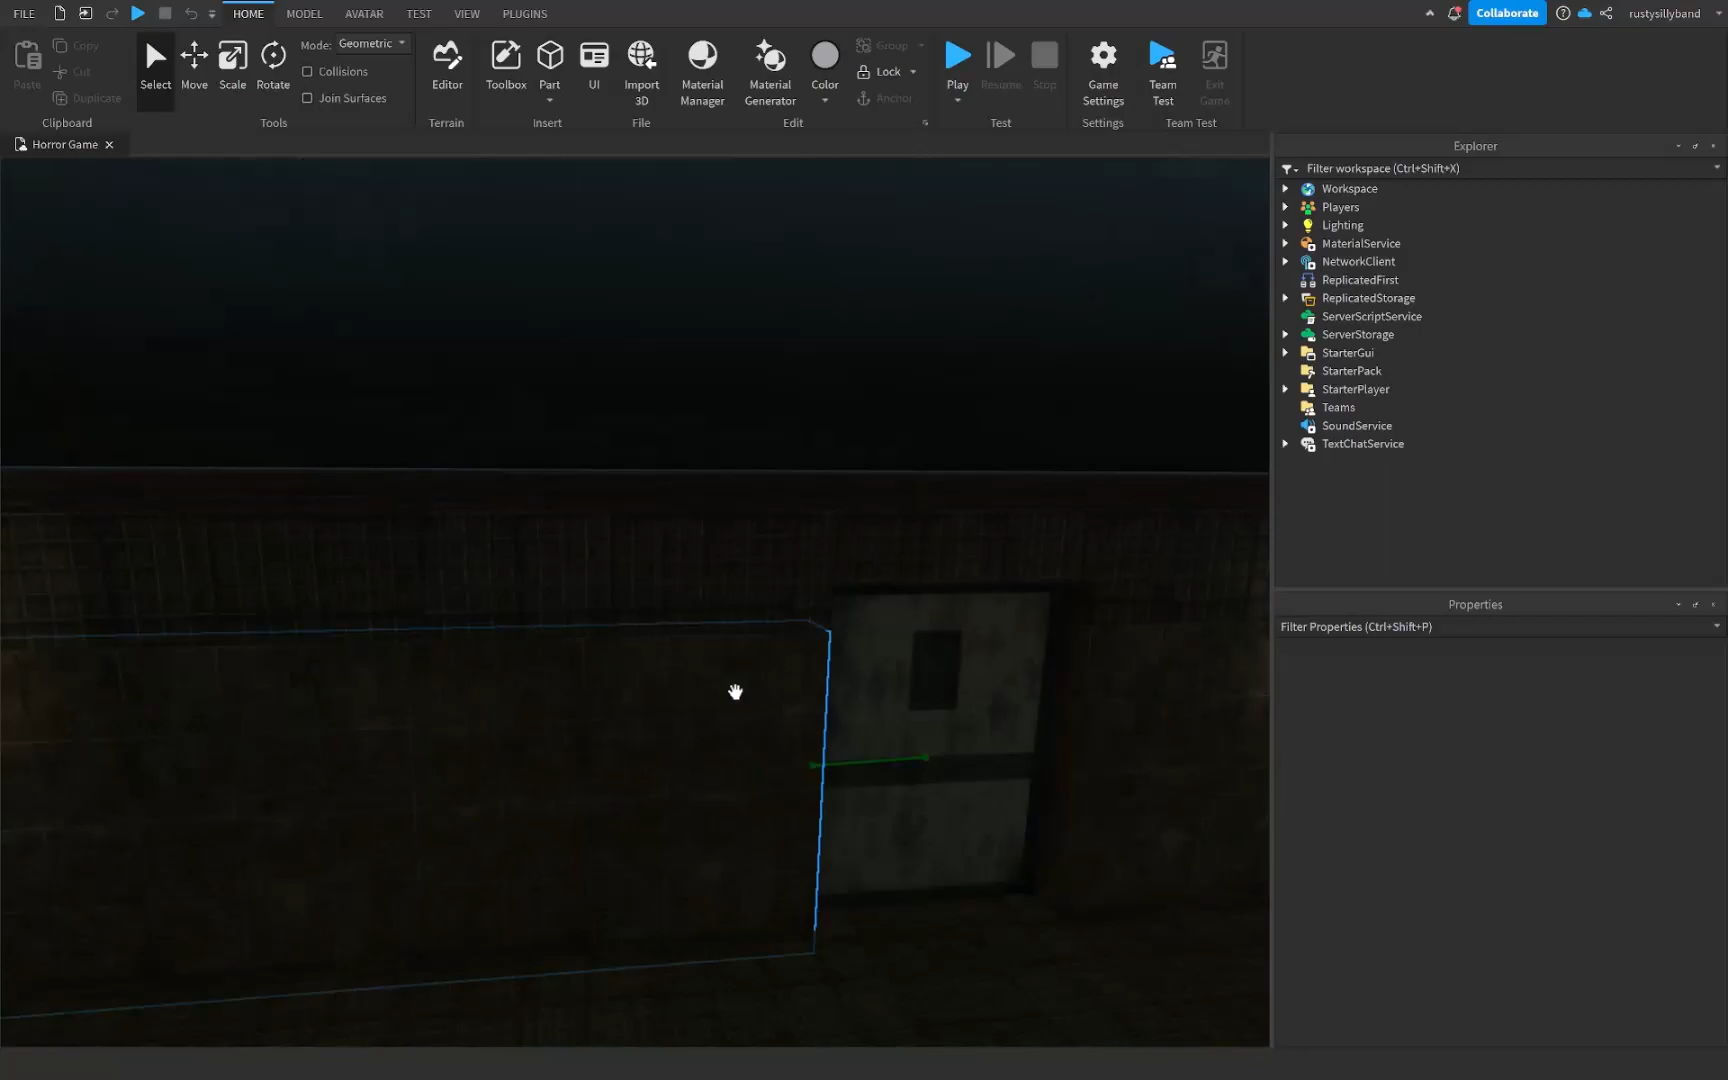 FILE HOME MODEL AVATAR TEST VIEW PLUGINS Collaborate rustysillyband
Paste
Copy
Cut
Duplicate
Clipboard
Select Move Scale Rotate
Mode: Geometric
Collisions
Join Surfaces
Tools
Editor
Terrain
Toolbox Part UI
Insert
Import
3D
File
Material
Manager
Material
Generator
Color
Group
Lock
Anchor
Edit
Play Resume Stop
Test
Game
Settings
Settings
Team
Test
Exit
Game
Team Test
Horror Game
Explorer
Filter workspace (Ctrl+Shift+X)
Workspace
Players
Lighting
MaterialService
NetworkClient
ReplicatedFirst
ReplicatedStorage
ServerScriptService
ServerStorage
StarterGui
StarterPack
StarterPlayer
Teams
SoundService
TextChatService
Properties
Filter Properties (Ctrl+Shift+P)